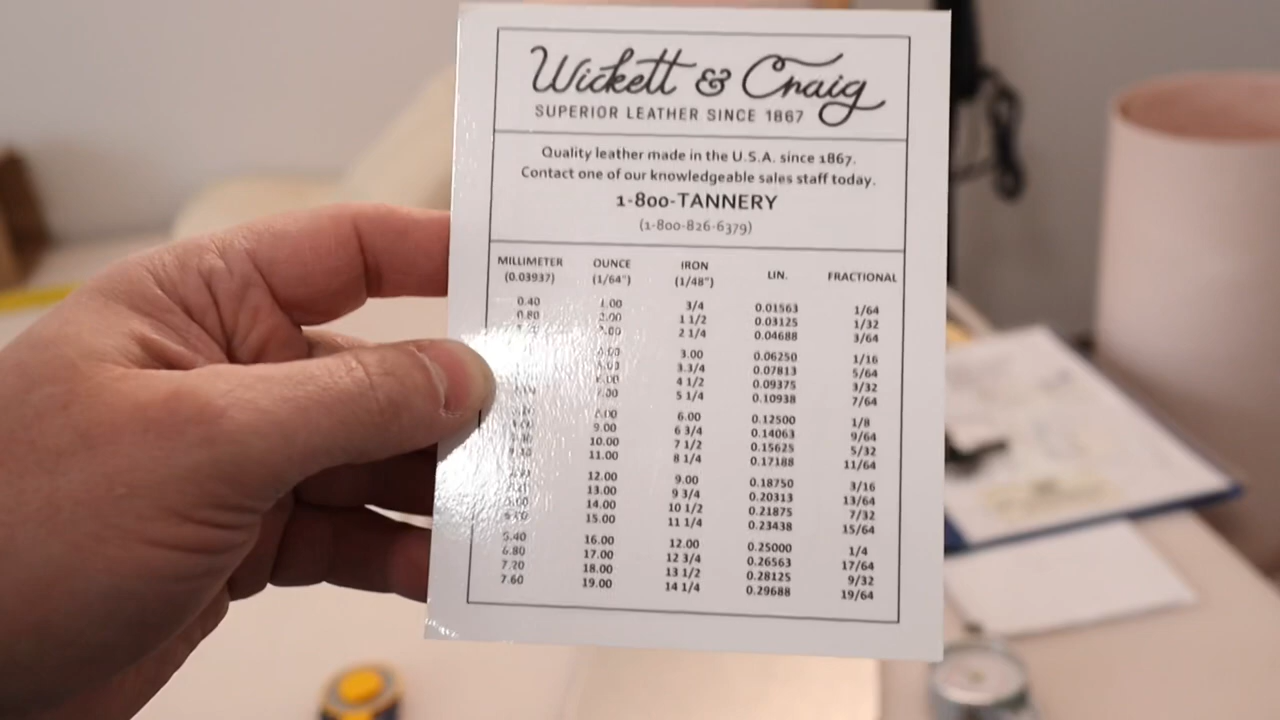 Wickett & Craig
SUPERIOR LEATHER SINCE 1867
Quality leather made in the U.S.A. since 1867.
Contact one of our knowledgeable sales staff today.
1-800-TANNERY
(1-800-826-6379)
MILLIMETER OUNCE IRON LIN. FRACTIONAL
(0.03937) (1/64") (1/48")
0.40 1.00 3/4 0.01563 1/64
0.80 2.00 1 1/2 0.03125 1/32
2 1/4 0.04688 3/64
3.00 0.06250 1/16
3 3/4 0.07813 5/64
4 1/2 0.09375 3/32
5 1/4 0.10938 7/64
6.00 0.12500 1/8
9.00 6 3/4 0.14063 9/64
10.00 7 1/2 0.15625 5/32
11.00 8 1/4 0.17188 11/64
12.00 9.00 0.18750 3/16
13.00 9 3/4 0.20313 13/64
14.00 10 1/2 0.21875 7/32
15.00 11 1/4 0.23438 15/64
16.00 12.00 0.25000 1/4
6.80 17.00 12 3/4 0.26563 17/64
7.20 18.00 13 1/2 0.28125 9/32
7.60 19.00 14 1/4 0.29688 19/64